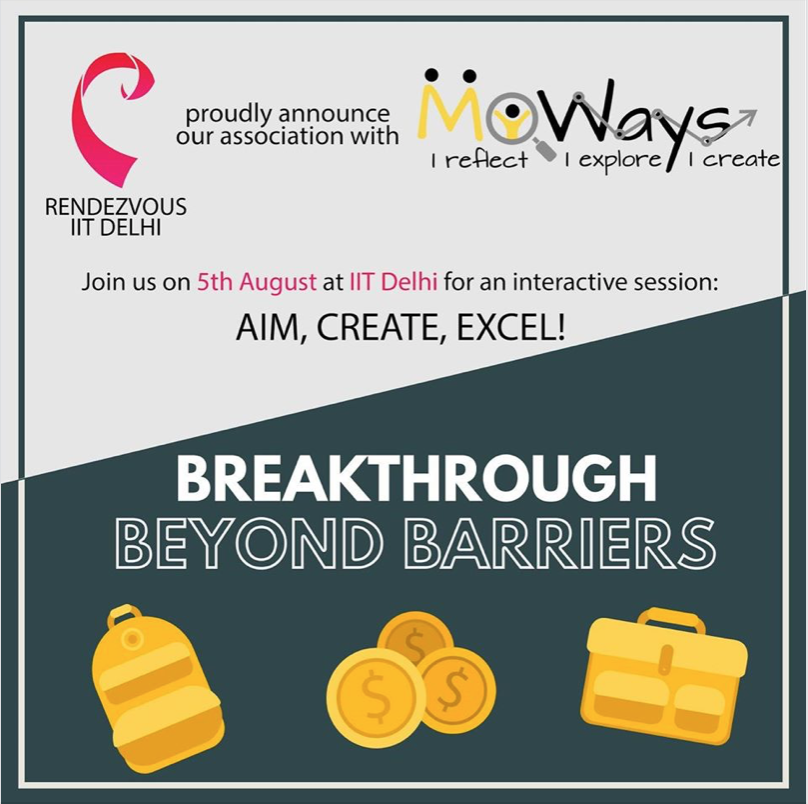 RENDEZVOUS
IIT DELHI
proudly announce
our association with
MyWays
I reflect I explore I create
Join us on 5th August at IIT Delhi for an interactive session:
AIM, CREATE, EXCEL!
BREAKTHROUGH
BEYOND BARRIERS
$
$
$